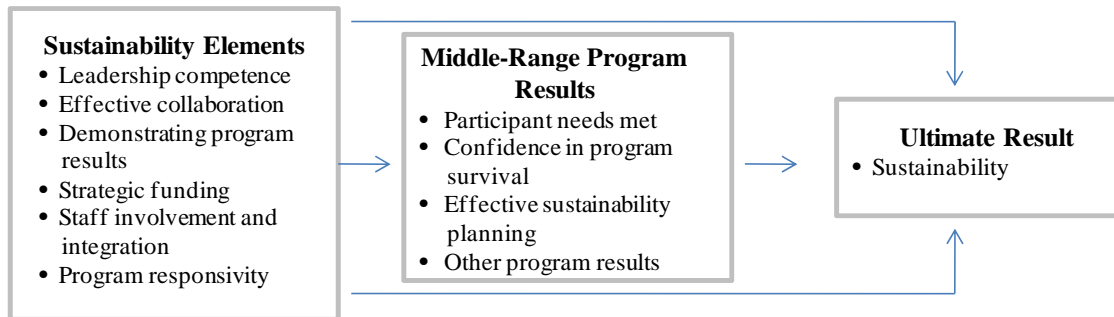 Sustainability Elements
• Leadership competence
• Effective collaboration
• Demonstrating program
results
• Strategic funding
• Staff involvement and
integration
• Program responsivity
Middle-Range Program
Results
• Participant needs met
• Confidence in program
survival
• Effective sustainability
planning
• Other program results
Ultimate Result
• Sustainability